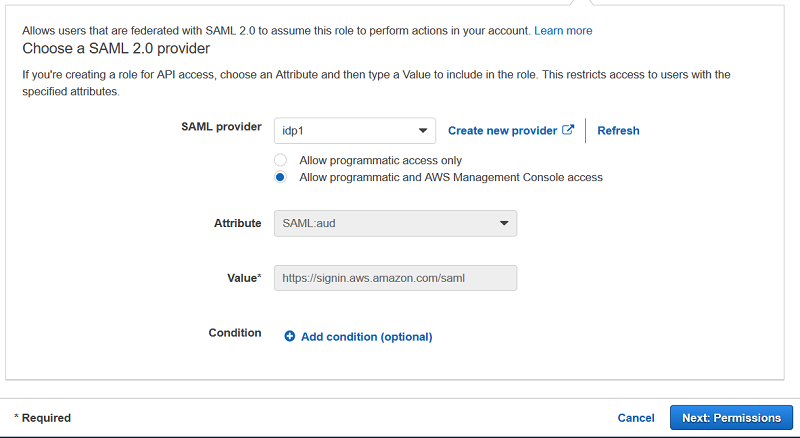 Allows users that are federated with SAML 2.0 to assume this role to perform actions in your account. Learn more
Choose a SAML 2.0 provider
If you're creating a role for API access, choose an Attribute and then type a Value to include in the role. This restricts access to users with the
specified attributes.
SAML provider idp1 Create new provider Refresh
Allow programmatic access only
Allow programmatic and AWS Management Console access
Attribute SAML:aud
Value* https://signin.aws.amazon.com/saml
Condition Add condition (optional)
* Required Cancel Next: Permissions